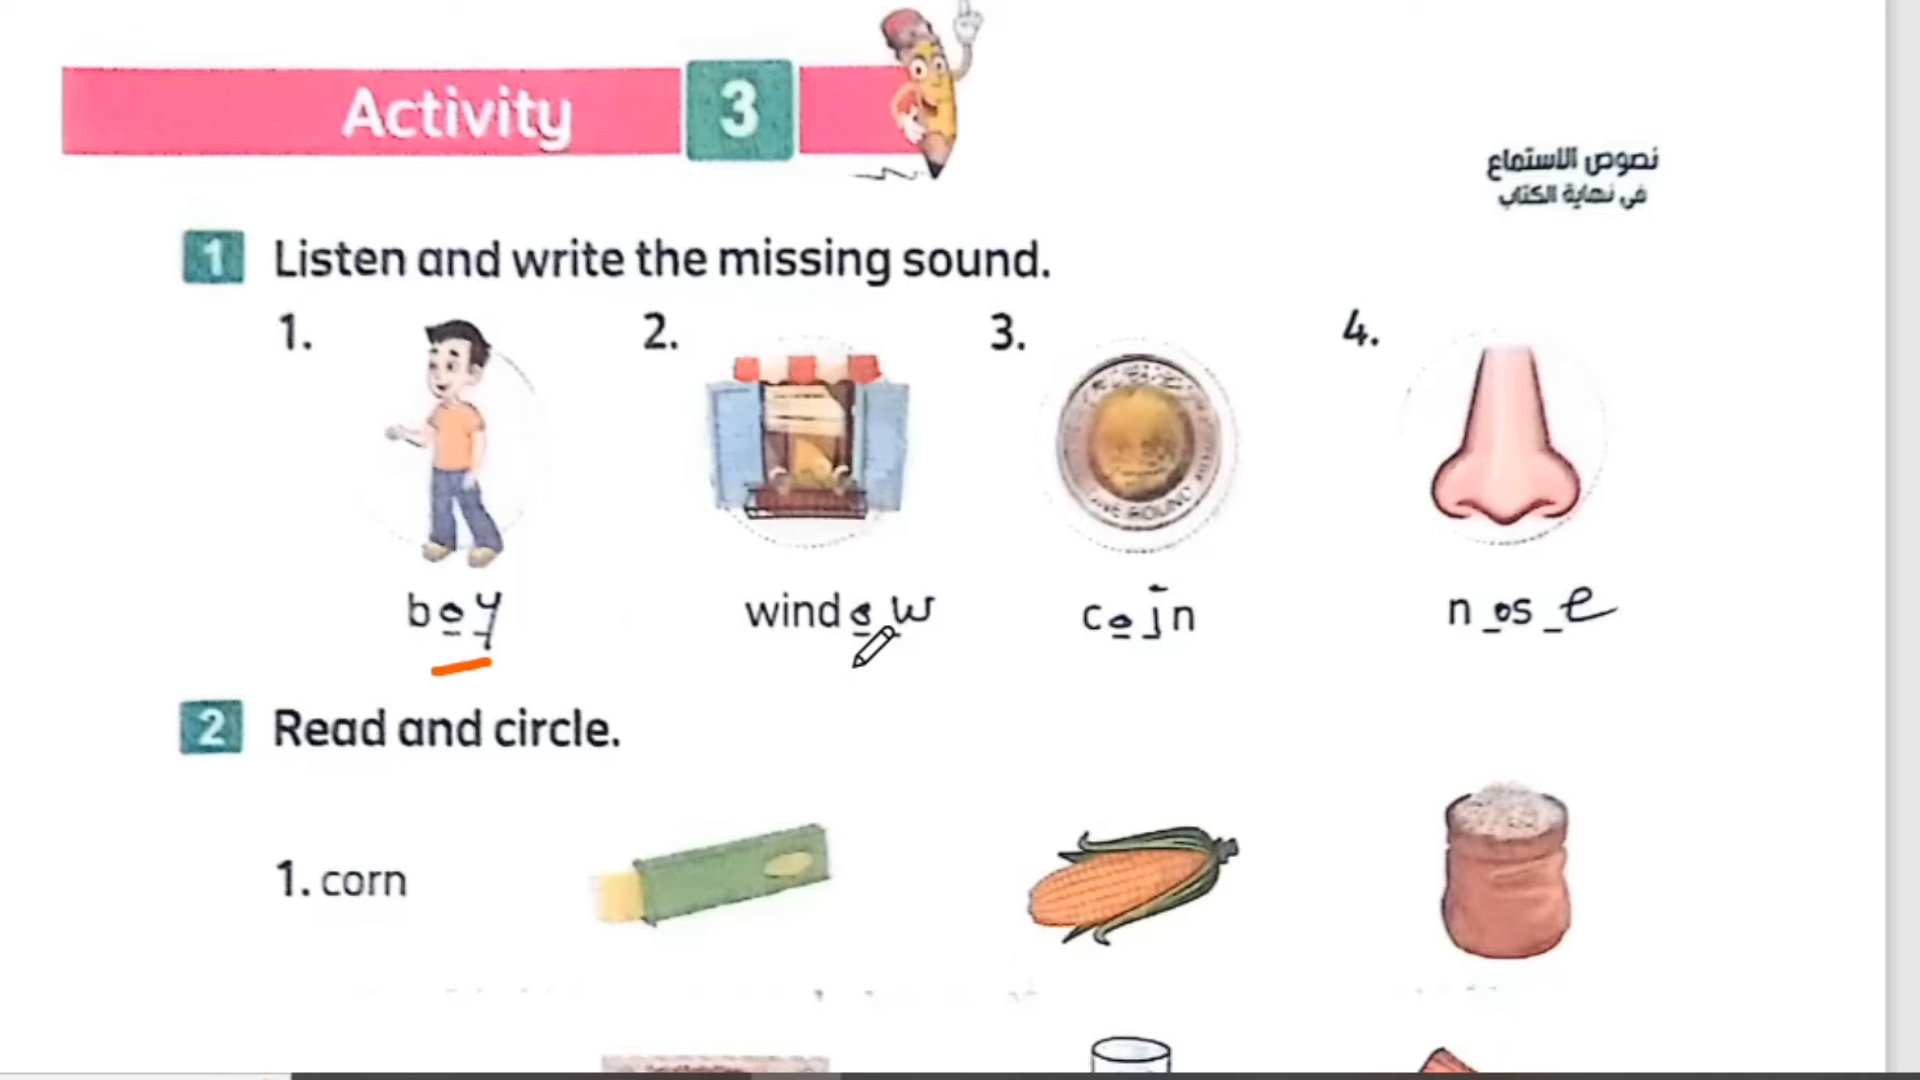 Activity 3
نصوص الاستماع
فى نهاية الكتاب
1 Listen and write the missing sound.
1. 2. 3. 4.
boy window coin nose
2 Read and circle.
1. corn